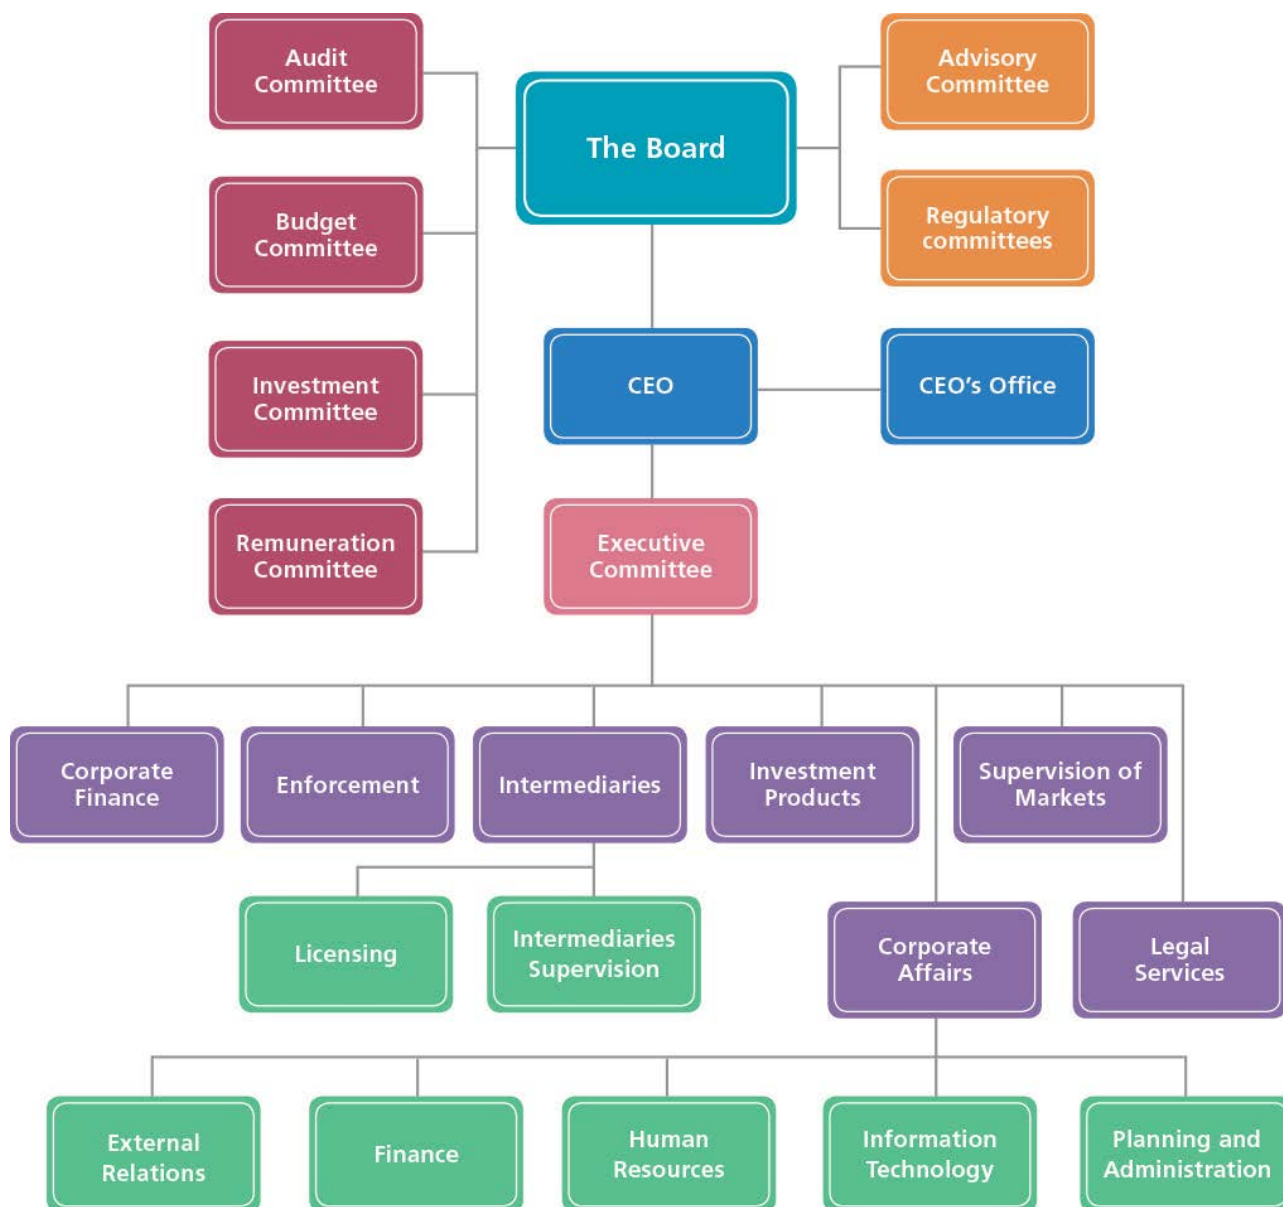 Audit
Committee
The Board
Advisory
Committee
Budget
Committee
Regulatory
committees
Investment
Committee
CEO
CEO’s Office
Remuneration
Committee
Executive
Committee
Corporate
Finance
Enforcement
Intermediaries
Investment
Products
Supervision of
Markets
Licensing
Intermediaries
Supervision
Corporate
Affairs
Legal
Services
External
Relations
Finance
Human
Resources
Information
Technology
Planning and
Administration